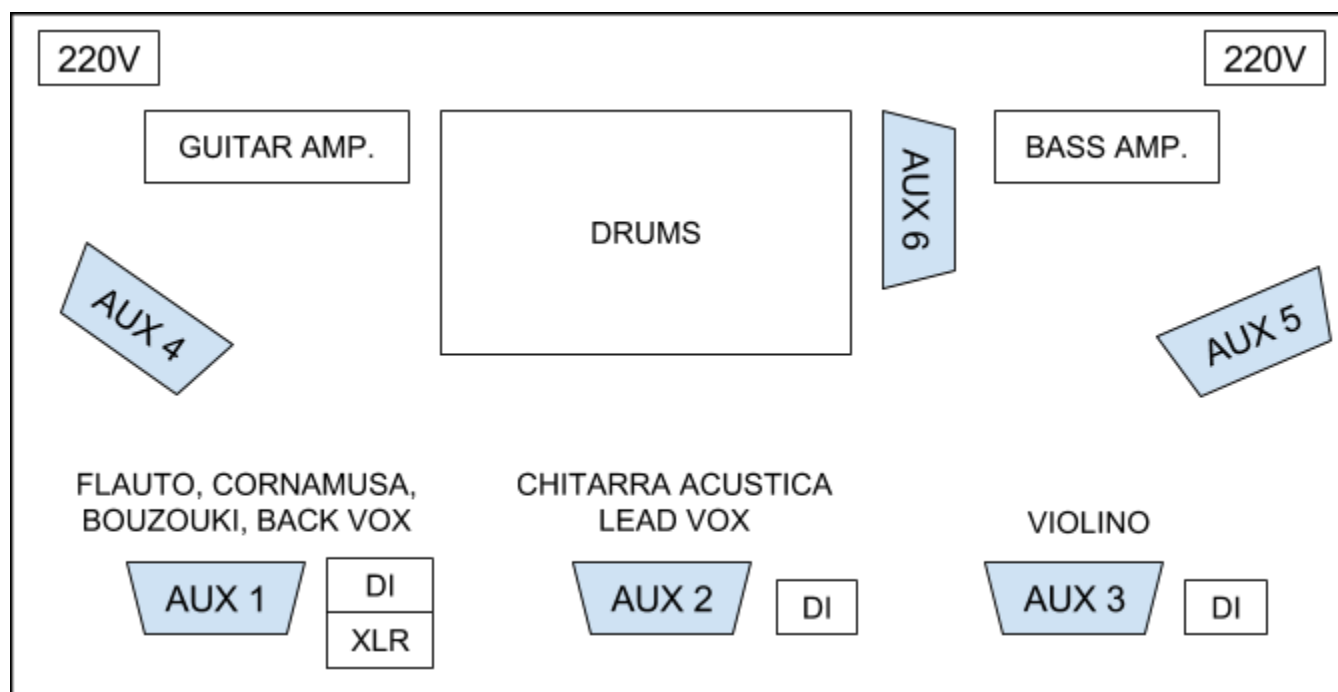 220V
220V
GUITAR AMP.
DRUMS
AUX 6
BASS AMP.
AUX 4
AUX 5
FLAUTO, CORNAMUSA,
BOUZOUKI, BACK VOX
CHITARRA ACUSTICA
LEAD VOX
VIOLINO
AUX 1
DI
XLR
AUX 2
DI
AUX 3
DI